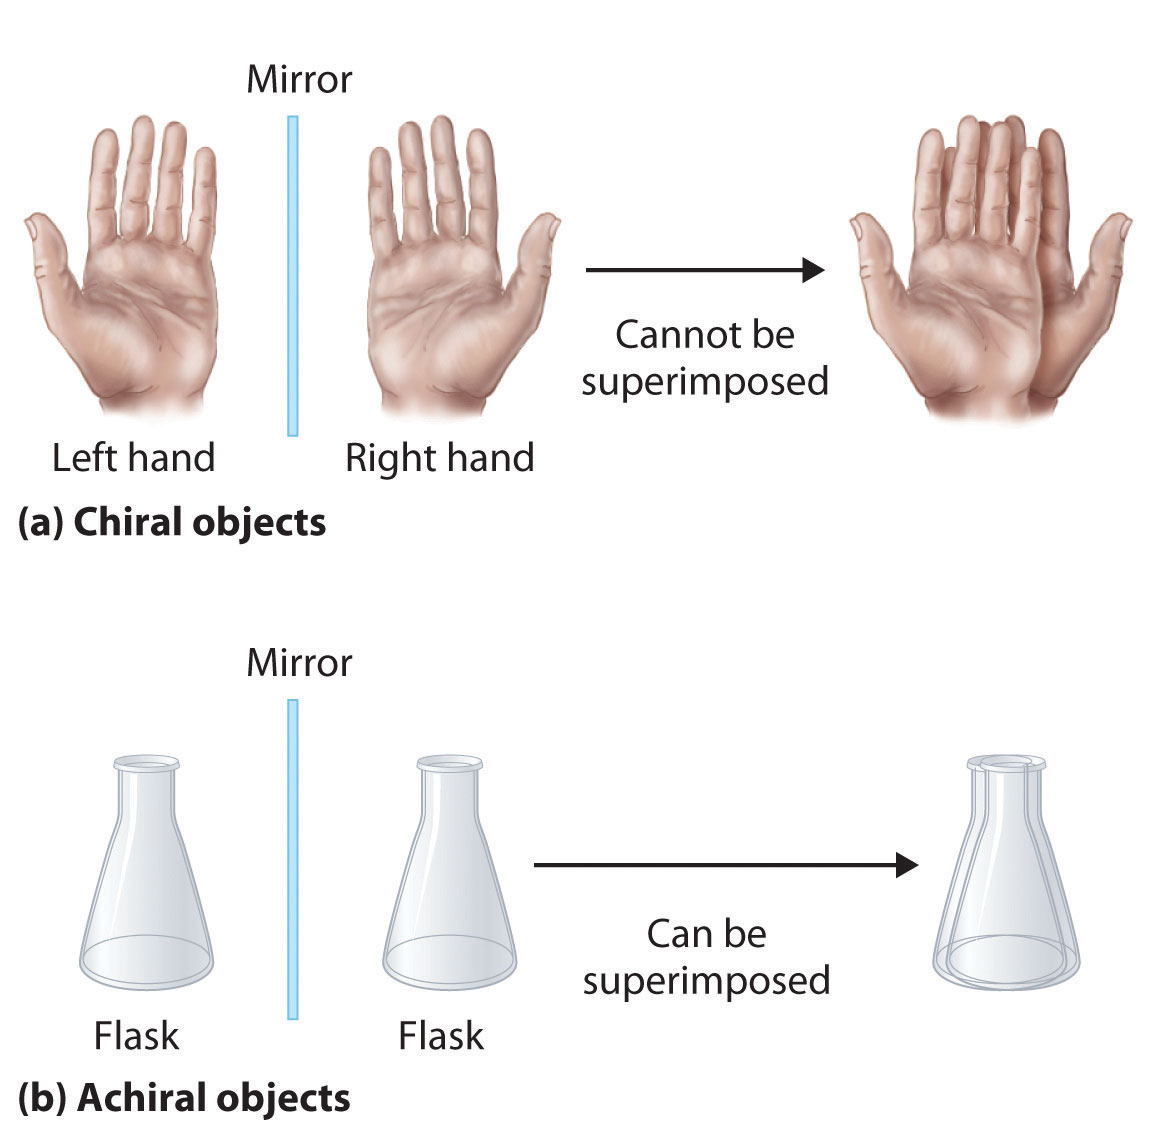 Mirror
Cannot be
superimposed
Left hand
Right hand
(a) Chiral objects
Mirror
Can be
superimposed
Flask
Flask
(b) Achiral objects